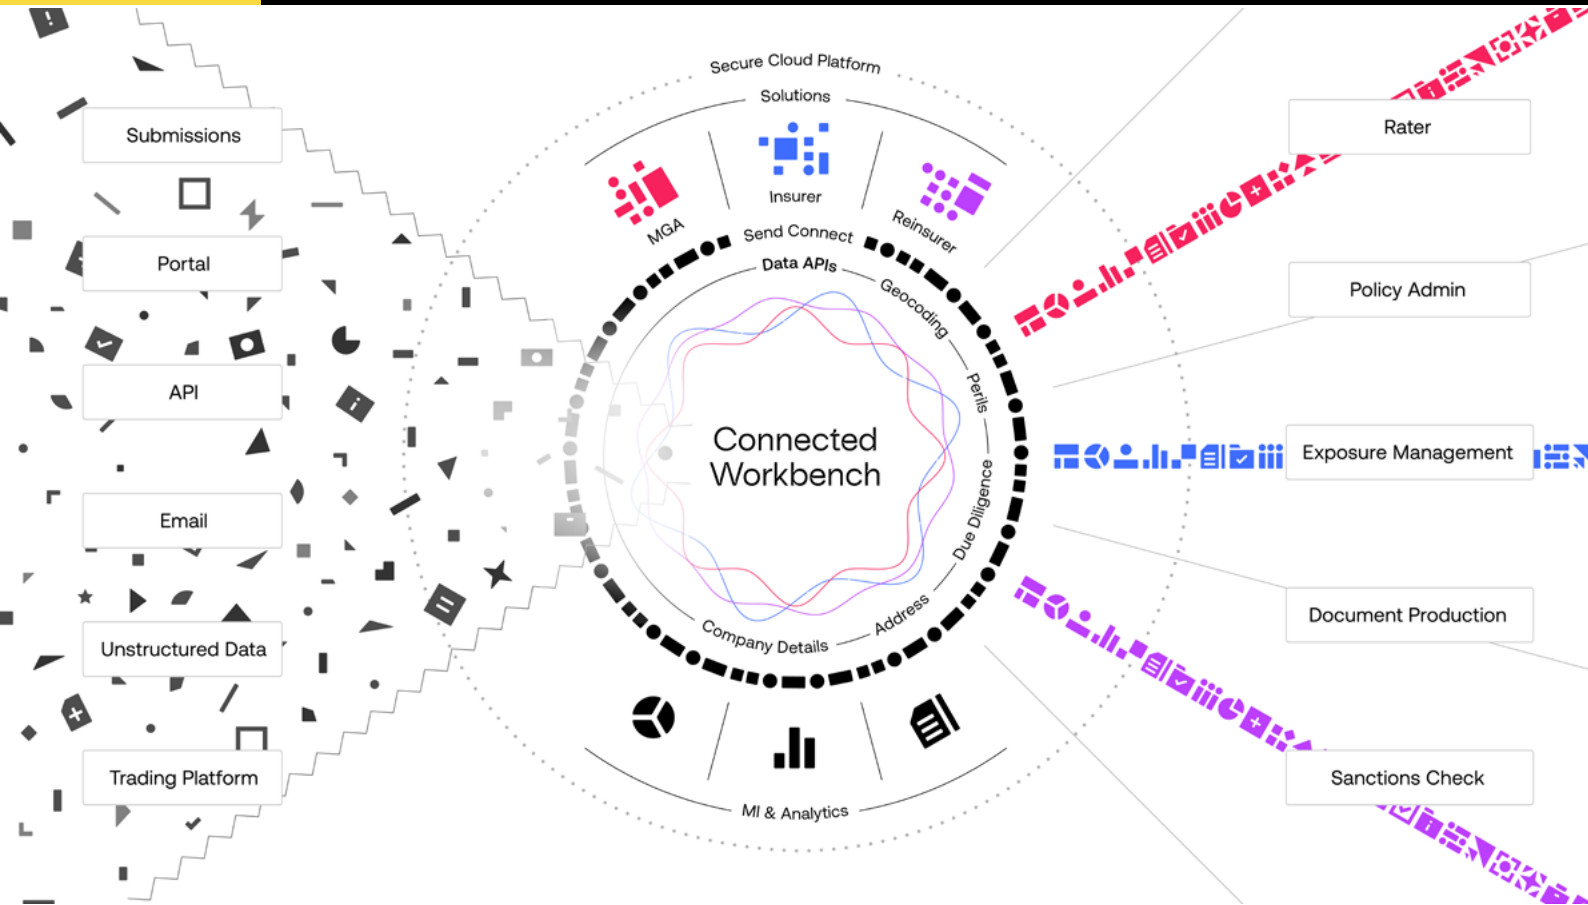 Submissions
Portal
API
Email
Unstructured Data
Trading Platform
Secure Cloud Platform
Solutions
MGA
Insurer
Reinsurer
Send Connect
Data APIs
Geocoding
Perils
Due Diligence
Address
Company Details
Connected
Workbench
MI & Analytics
Rater
Policy Admin
Exposure Management
Document Production
Sanctions Check